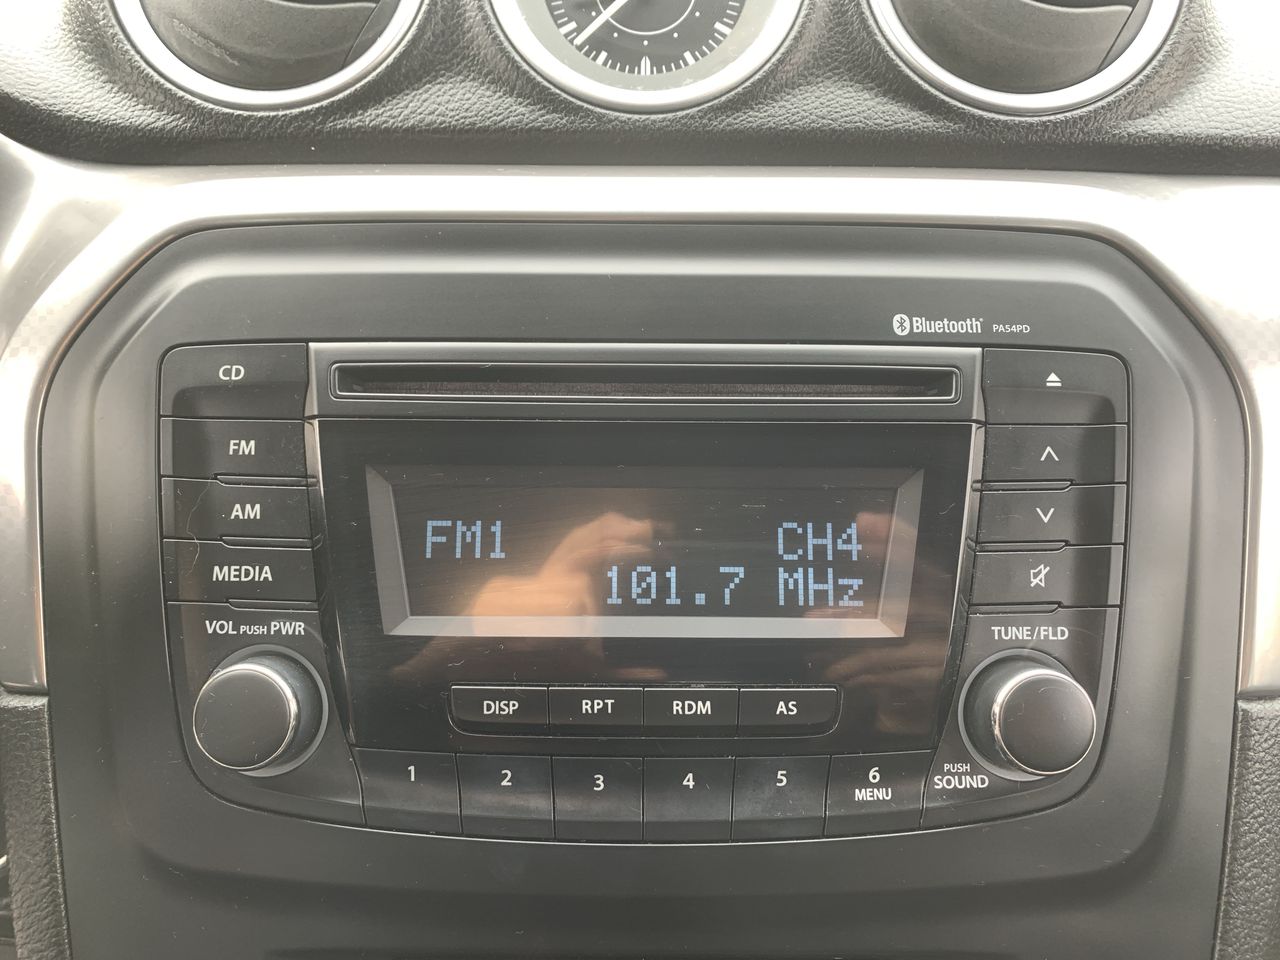 Bluetooth® PA54PD
CD
FM
AM
MEDIA
VOL PUSH PWR
FM1 CH4
101.7 MHz
TUNE/FLD
DISP RPT RDM AS
1 2 3 4 5 6
MENU
PUSH
SOUND